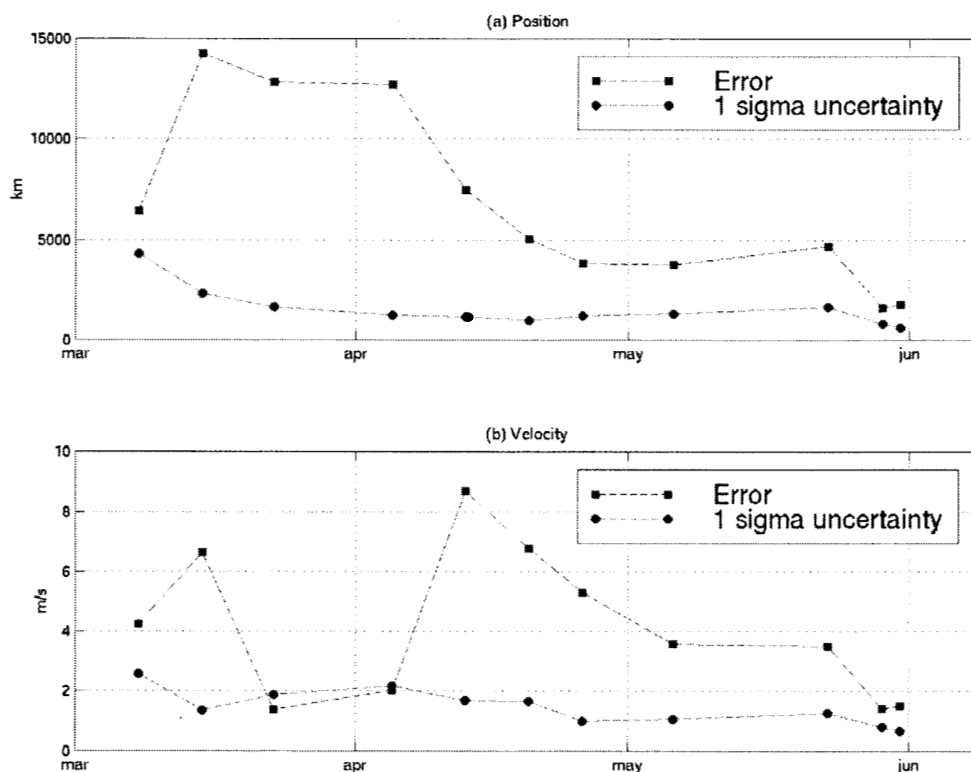 (a) Position
15000
10000
5000
0
km
Error
1 sigma uncertainty
mar
apr
may
jun
(b) Velocity
10
8
6
4
2
0
m/s
Error
1 sigma uncertainty
mar
apr
may
jun